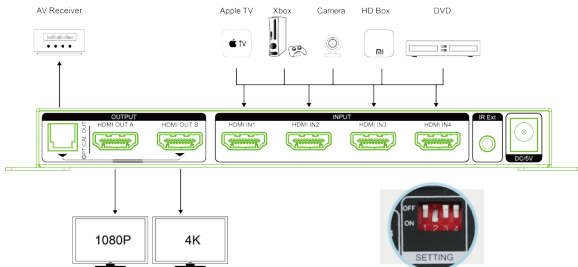 AV Receiver
Apple TV
Xbox
Camera
HD Box
DVD
tv
mi
OUTPUT
INPUT
IR Ext
OPTICAL OUT
HDMI OUT A
HDMI OUT B
HDMI IN1
HDMI IN2
HDMI IN3
HDMI IN4
DC/5V
1080P
4K
OFF
ON
1 2 3 4
SETTING